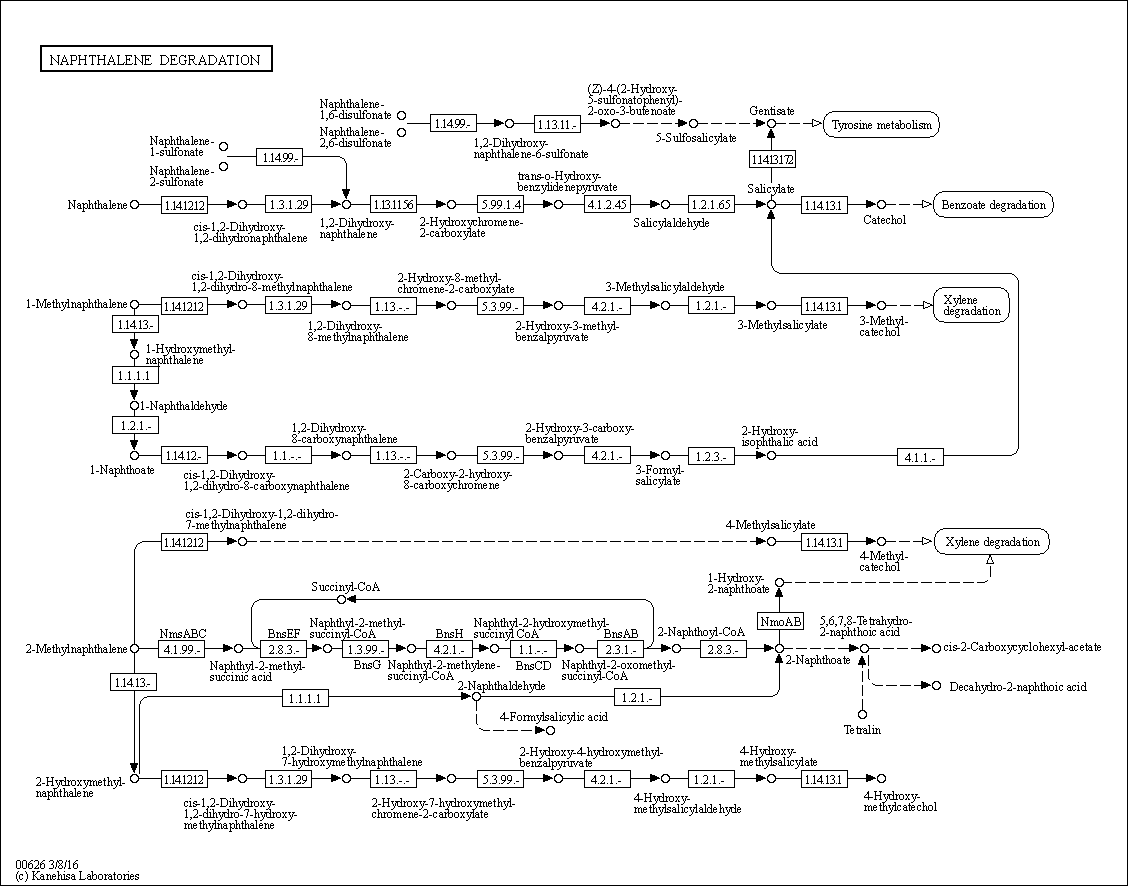 NAPHTHALENE DEGRADATION
Naphthalene-
1,6-disulfonate
Naphthalene-
2,6-disulfonate
1.14.99.-
1,2-Dihydroxy-
naphthalene-6-sulfonate
1.13.11.-
(Z)-4-(2-Hydroxy-
5-sulfonatophenyl)-
2-oxo-3-butenoate
5-Sulfosalicylate
Gentisate
Tyrosine metabolism
Naphthalene-
1-sulfonate
Naphthalene-
2-sulfonate
1.14.99.-
1.14.13.172
Naphthalene
1.14.12.12
cis-1,2-Dihydroxy-
1,2-dihydronaphthalene
1.3.1.29
1,2-Dihydroxy-
naphthalene
1.13.11.56
2-Hydroxychromene-
2-carboxylate
5.99.1.4
trans-o-Hydroxy-
benzylidenepyruvate
4.1.2.45
Salicylaldehyde
1.2.1.65
Salicylate
1.14.13.1
Catechol
Benzoate degradation
1-Methylnaphthalene
1.14.12.12
cis-1,2-Dihydroxy-
1,2-dihydro-8-methylnaphthalene
1.3.1.29
1,2-Dihydroxy-
8-methylnaphthalene
1.13.-.-
2-Hydroxy-8-methyl-
chromene-2-carboxylate
5.3.99.-
2-Hydroxy-3-methyl-
benzalpyruvate
4.2.1.-
3-Methylsalicylaldehyde
1.2.1.-
3-Methylsalicylate
1.14.13.1
3-Methyl-
catechol
Xylene
degradation
1.14.13.-
1-Hydroxymethyl-
naphthalene
1.1.1.1
1-Naphthaldehyde
1.2.1.-
1-Naphthoate
1.14.12.-
cis-1,2-Dihydroxy-
1,2-dihydro-8-carboxynaphthalene
1.1.-.-
1,2-Dihydroxy-
8-carboxynaphthalene
1.13.-.-
2-Carboxy-2-hydroxy-
8-carboxychromene
5.3.99.-
2-Hydroxy-3-carboxy-
benzalpyruvate
4.2.1.-
3-Formyl-
salicylate
1.2.3.-
2-Hydroxy-
isophthalic acid
4.1.1.-
cis-1,2-Dihydroxy-1,2-dihydro-
7-methylnaphthalene
1.14.12.12
4-Methylsalicylate
1.14.13.1
4-Methyl-
catechol
Xylene degradation
1-Hydroxy-
2-naphthoate
NmoAB
Succinyl-CoA
2-Methylnaphthalene
NmsABC
4.1.99.-
Naphthyl-2-methyl-
succinic acid
BnsEF
2.8.3.-
Naphthyl-2-methyl-
succinyl-CoA
1.3.99.-
BnsG
Naphthyl-2-methylene-
succinyl-CoA
BnsH
4.2.1.-
Naphthyl-2-hydroxymethyl-
succinyl CoA
1.1.-.-
BnsCD
Naphthyl-2-oxomethyl-
succinyl-CoA
BnsAB
2.3.1.-
2-Naphthoyl-CoA
2.8.3.-
2-Naphthoate
5,6,7,8-Tetrahydro-
2-naphthoic acid
cis-2-Carboxycyclohexyl-acetate
Decahydro-2-naphthoic acid
Tetralin
1.14.13.-
1.1.1.1
2-Naphthaldehyde
1.2.1.-
4-Formylsalicylic acid
2-Hydroxymethyl-
naphthalene
1.14.12.12
cis-1,2-Dihydroxy-
1,2-dihydro-7-hydroxy-
methylnaphthalene
1.3.1.29
1,2-Dihydroxy-
7-hydroxymethylnaphthalene
1.13.-.-
2-Hydroxy-7-hydroxymethyl-
chromene-2-carboxylate
5.3.99.-
2-Hydroxy-4-hydroxymethyl-
benzalpyruvate
4.2.1.-
4-Hydroxy-
methylsalicylaldehyde
1.2.1.-
4-Hydroxy-
methylsalicylate
1.14.13.1
4-Hydroxy-
methylcatechol
00626 3/8/16
(c) Kanehisa Laboratories